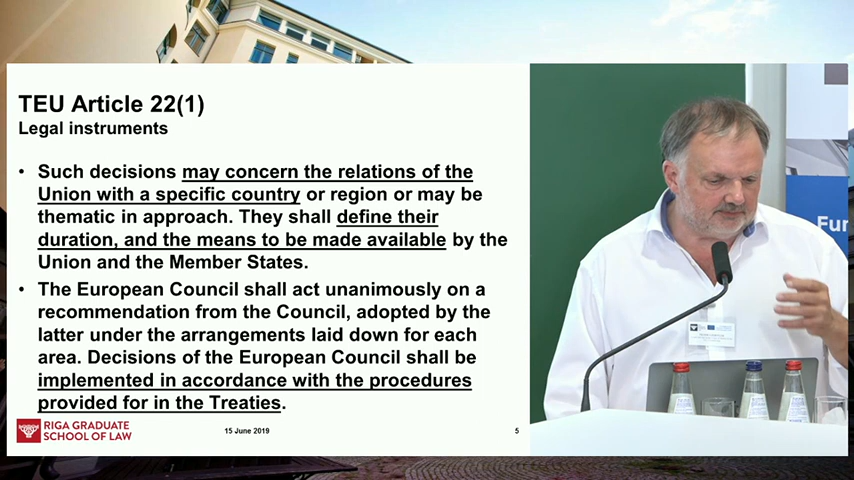 TEU Article 22(1)
Legal instruments
• Such decisions may concern the relations of the
Union with a specific country or region or may be
thematic in approach. They shall define their
duration, and the means to be made available by the
Union and the Member States.
• The European Council shall act unanimously on a
recommendation from the Council, adopted by the
latter under the arrangements laid down for each
area. Decisions of the European Council shall be
implemented in accordance with the procedures
provided for in the Treaties.
RIGA GRADUATE
SCHOOL OF LAW
15 June 2019
5
Fun